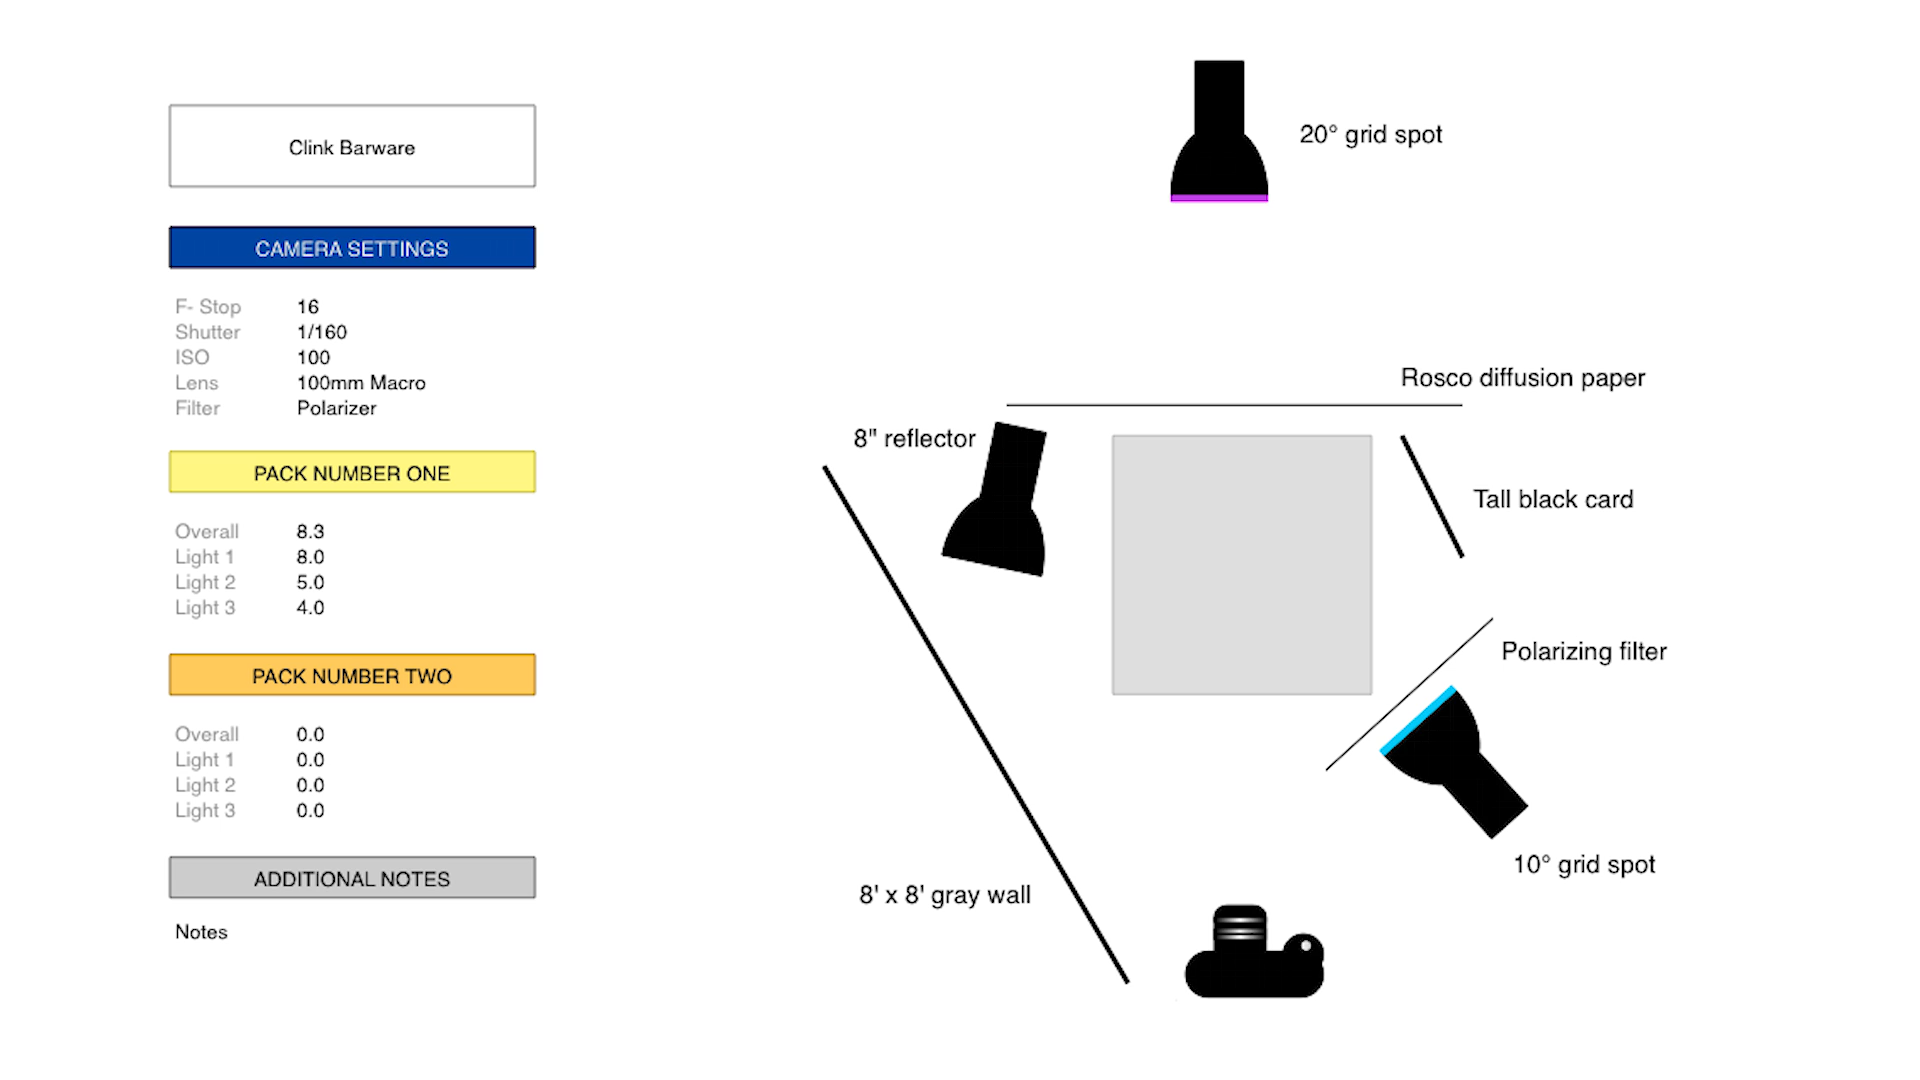 Clink Barware
CAMERA SETTINGS
F- Stop 16
Shutter 1/160
ISO 100
Lens 100mm Macro
Filter Polarizer
PACK NUMBER ONE
Overall 8.3
Light 1 8.0
Light 2 5.0
Light 3 4.0
PACK NUMBER TWO
Overall 0.0
Light 1 0.0
Light 2 0.0
Light 3 0.0
ADDITIONAL NOTES
Notes
20° grid spot
Rosco diffusion paper
8" reflector
Tall black card
Polarizing filter
10° grid spot
8' x 8' gray wall